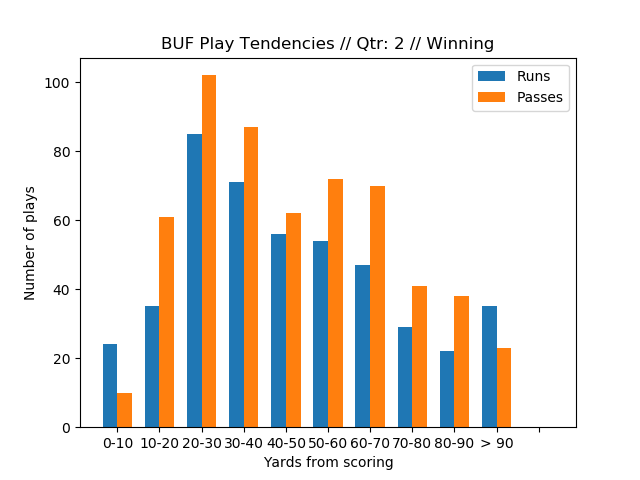 BUF Play Tendencies // Qtr: 2 // Winning
Runs
Passes
100
80
60
40
20
0
Number of plays
0-10 10-20 20-30 30-40 40-50 50-60 60-70 70-80 80-90 > 90
Yards from scoring